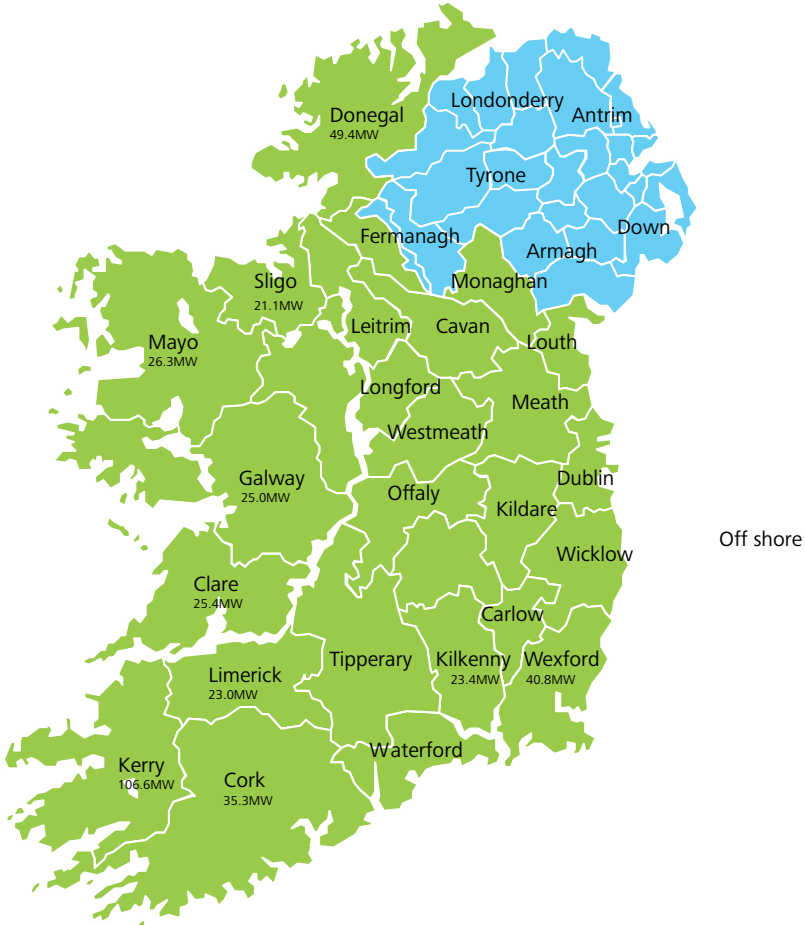 Londonderry
Antrim
Donegal
49.4MW
Tyrone
Down
Fermanagh
Armagh
Monaghan
Sligo
21.1MW
Leitrim
Cavan
Mayo
26.3MW
Louth
Longford
Meath
Westmeath
Galway
25.0MW
Dublin
Offaly
Kildare
Off shore
Wicklow
Clare
25.4MW
Carlow
Tipperary
Kilkenny
23.4MW
Wexford
40.8MW
Limerick
23.0MW
Waterford
Kerry
106.6MW
Cork
35.3MW